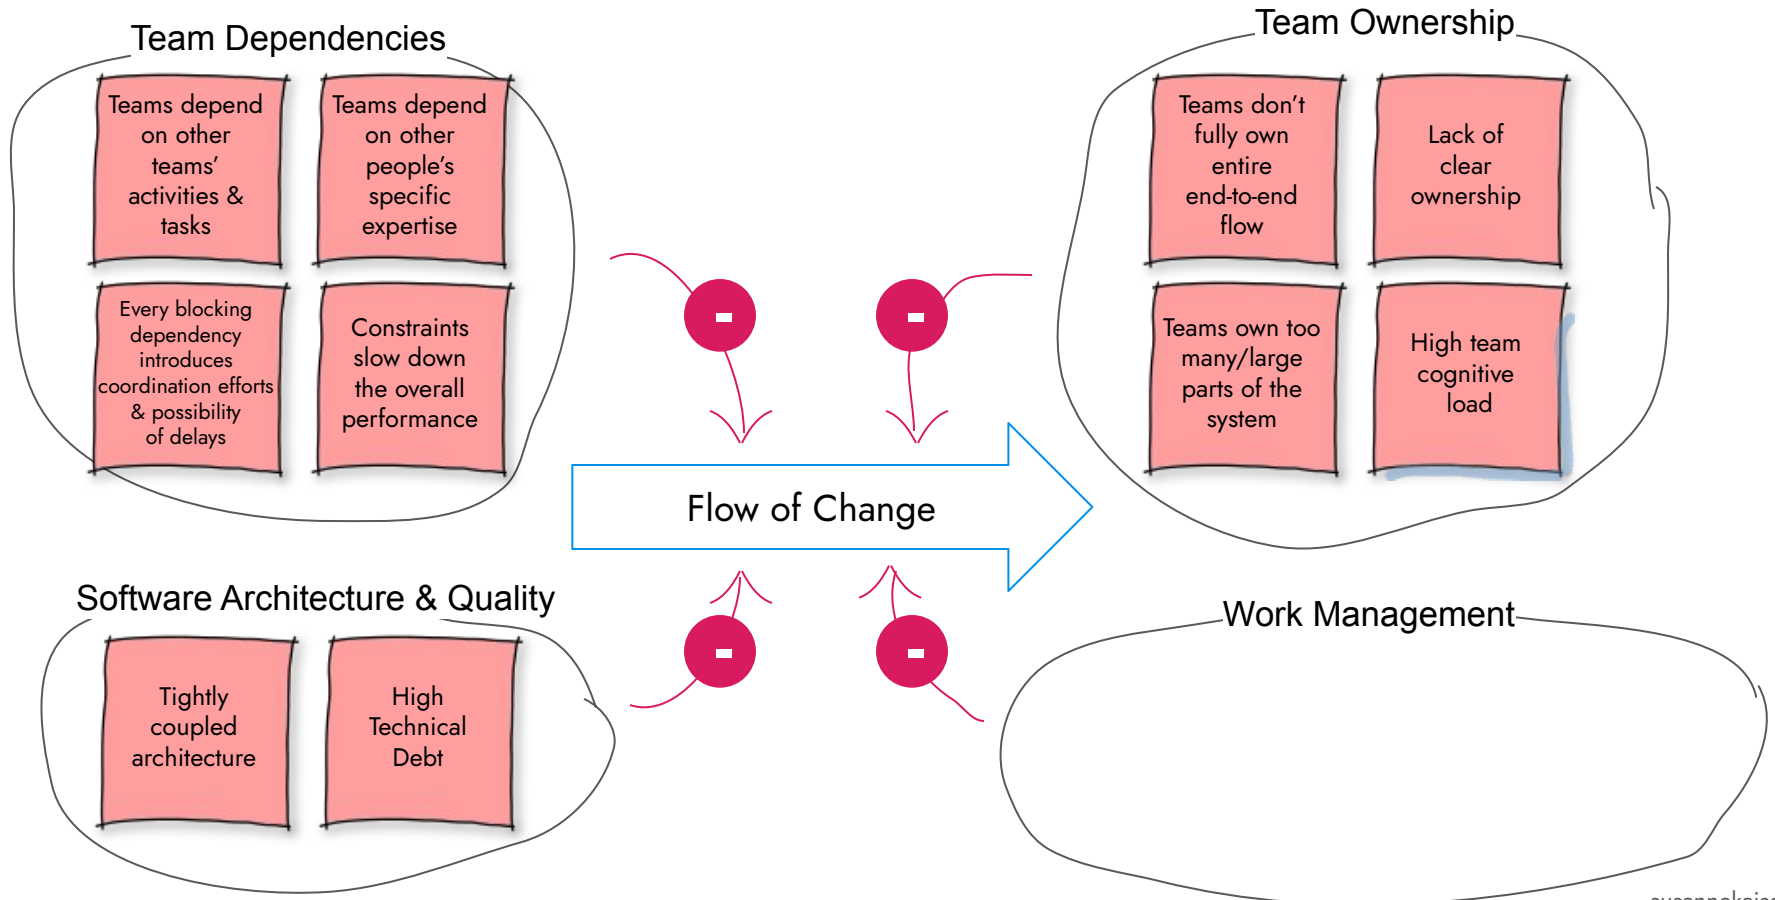 Team Dependencies
Teams depend
on other
teams’
activities &
tasks
Teams depend
on other
people’s
specific
expertise
Every blocking
dependency
introduces
coordination efforts
& possibility
of delays
Constraints
slow down
the overall
performance
Team Ownership
Teams don’t
fully own
entire
end-to-end
flow
Lack of
clear
ownership
Teams own too
many/large
parts of the
system
High team
cognitive
load
-
-
Flow of Change
-
-
Software Architecture & Quality
Tightly
coupled
architecture
High
Technical
Debt
Work Management